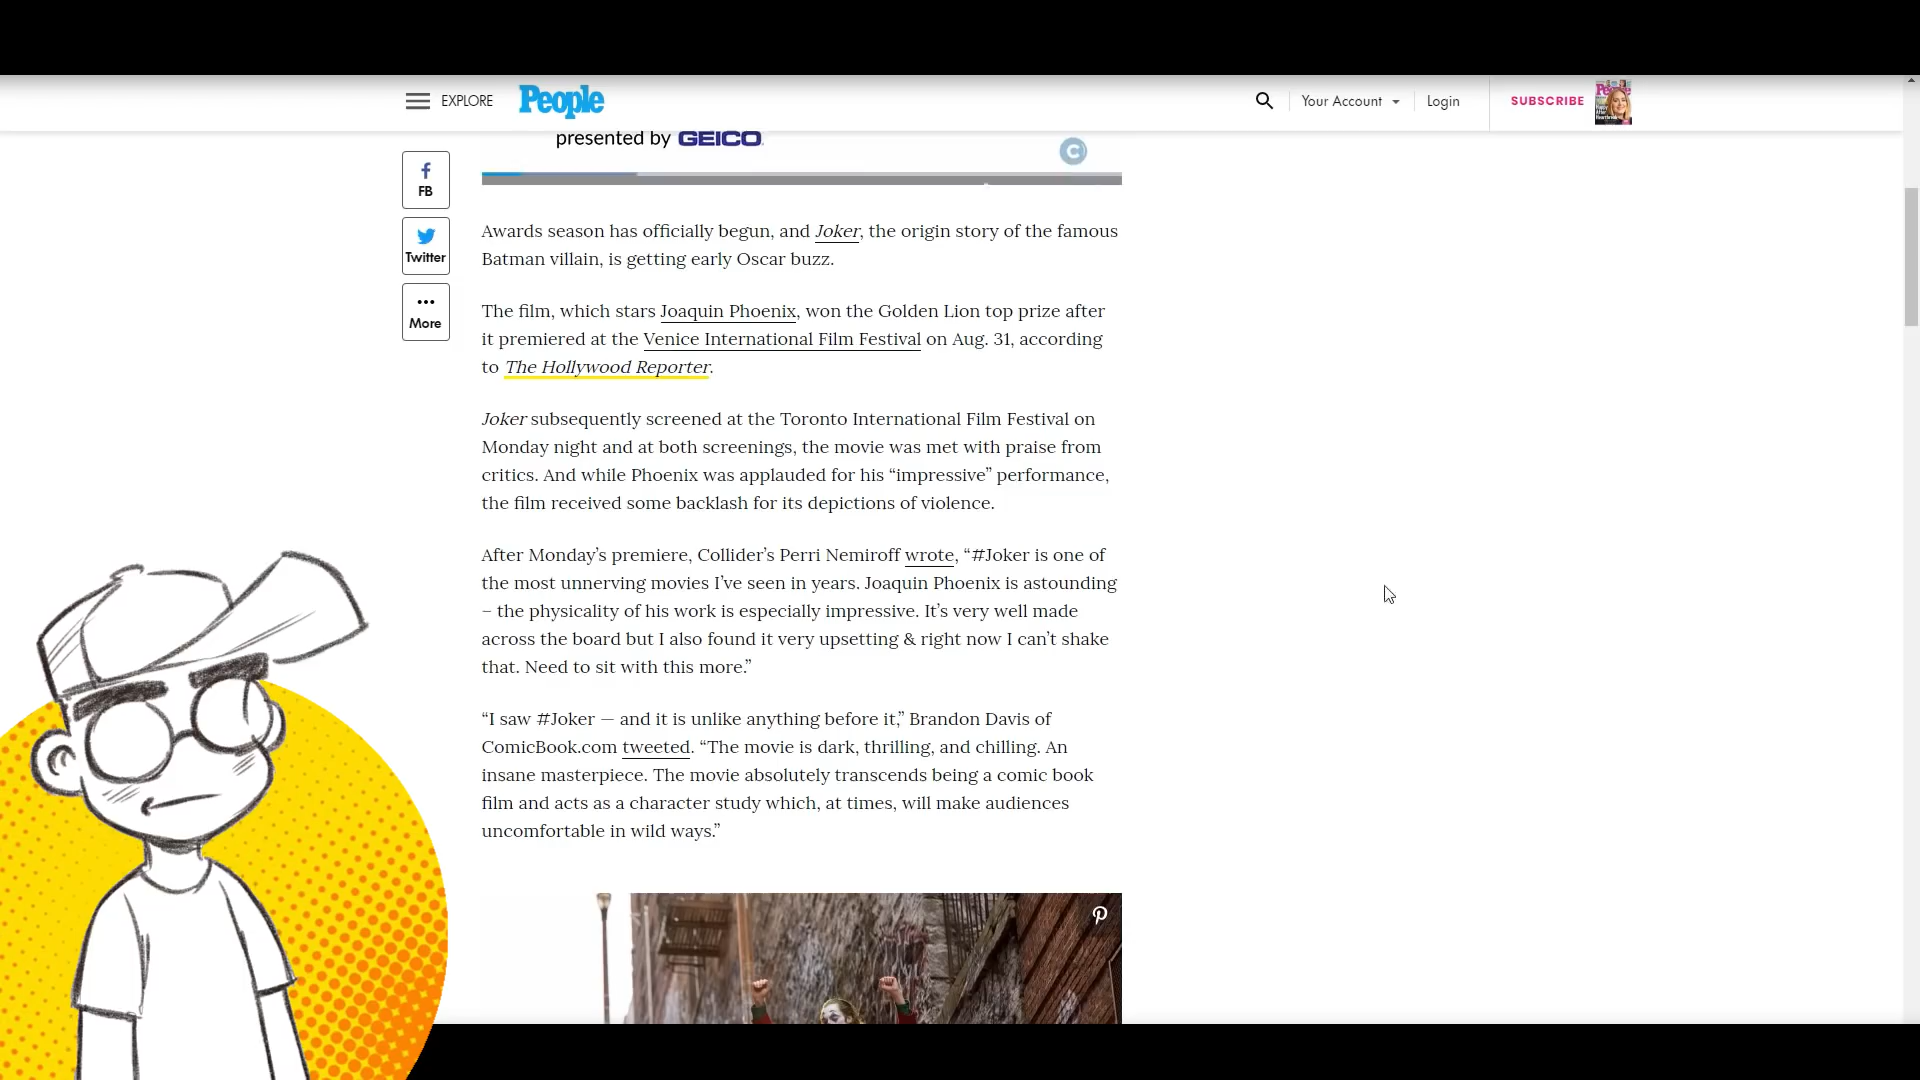 EXPLORE
People
Your Account
Login
SUBSCRIBE
People
presented by GEICO
C
FB
Twitter
More
Awards season has officially begun, and Joker, the origin story of the famous
Batman villain, is getting early Oscar buzz.
The film, which stars Joaquin Phoenix, won the Golden Lion top prize after
it premiered at the Venice International Film Festival on Aug. 31, according
to The Hollywood Reporter.
Joker subsequently screened at the Toronto International Film Festival on
Monday night and at both screenings, the movie was met with praise from
critics. And while Phoenix was applauded for his “impressive” performance,
the film received some backlash for its depictions of violence.
After Monday’s premiere, Collider’s Perri Nemiroff wrote, “#Joker is one of
the most unnerving movies I’ve seen in years. Joaquin Phoenix is astounding
– the physicality of his work is especially impressive. It’s very well made
across the board but I also found it very upsetting & right now I can’t shake
that. Need to sit with this more.”
“I saw #Joker — and it is unlike anything before it,” Brandon Davis of
ComicBook.com tweeted. “The movie is dark, thrilling, and chilling. An
insane masterpiece. The movie absolutely transcends being a comic book
film and acts as a character study which, at times, will make audiences
uncomfortable in wild ways.”